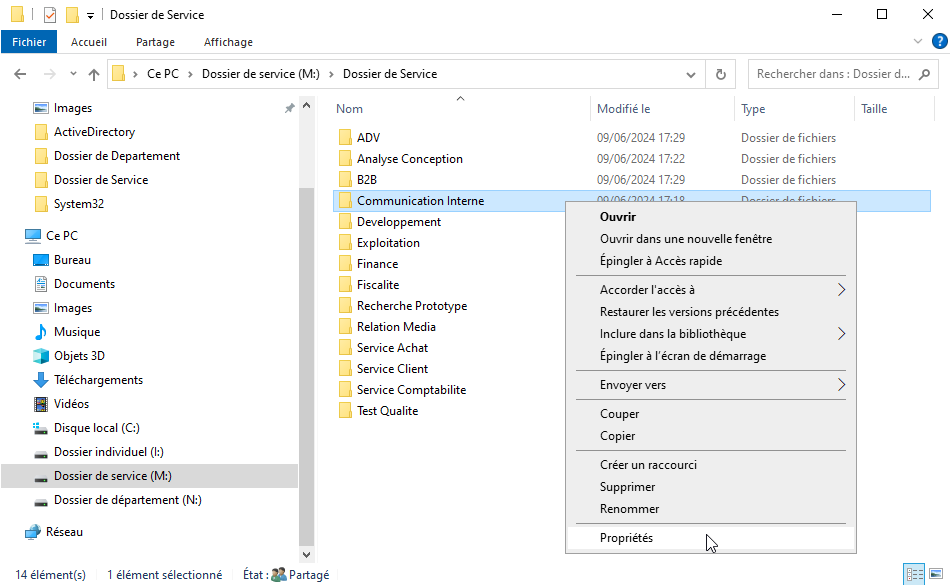 Dossier de Service
Fichier Accueil Partage Affichage
Ce PC > Dossier de service (M:) > Dossier de Service
Rechercher dans : Dossier d...
Images
ActiveDirectory
Dossier de Departement
Dossier de Service
System32
Ce PC
Bureau
Documents
Images
Musique
Objets 3D
Téléchargements
Vidéos
Disque local (C:)
Dossier individuel (I:)
Dossier de service (M:)
Dossier de département (N:)
Réseau
Nom Modifié le Type Taille
ADV 09/06/2024 17:29 Dossier de fichiers
Analyse Conception 09/06/2024 17:22 Dossier de fichiers
B2B 09/06/2024 17:29 Dossier de fichiers
Communication Interne 09/06/2024 17:18 Dossier de fichiers
Developpement
Exploitation
Finance
Fiscalite
Recherche Prototype
Relation Media
Service Achat
Service Client
Service Comptabilite
Test Qualite
Ouvrir
Ouvrir dans une nouvelle fenêtre
Épingler à Accès rapide
Accorder l'accès à
Restaurer les versions précédentes
Inclure dans la bibliothèque
Épingler à l'écran de démarrage
Envoyer vers
Couper
Copier
Créer un raccourci
Supprimer
Renommer
Propriétés
14 élément(s) 1 élément sélectionné État : Partagé